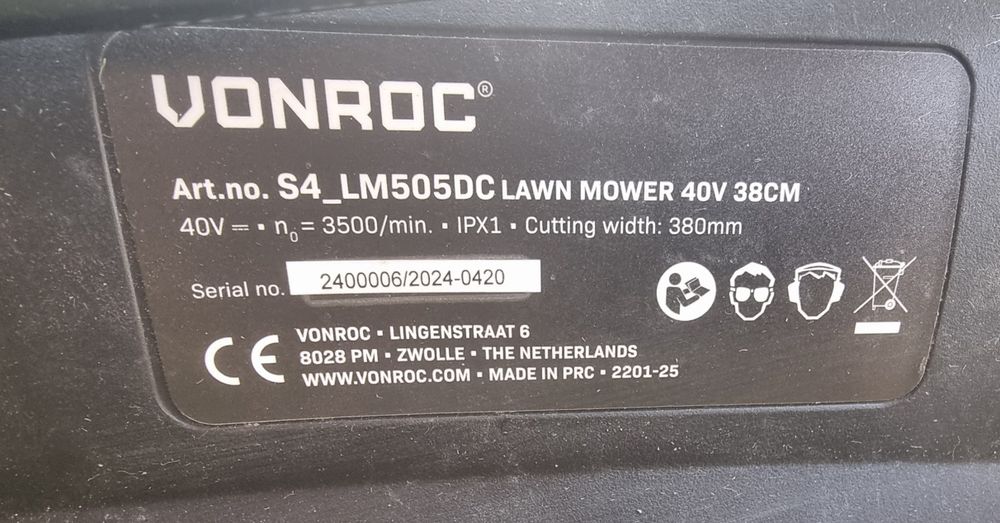 VONROC®
Art.no. S4_LM505DC LAWN MOWER 40V 38CM
40V ⎓ ▪ n₀ = 3500/min. ▪ IPX1 ▪ Cutting width: 380mm
Serial no. 2400006/2024-0420
CE
VONROC ▪ LINGENSTRAAT 6
8028 PM ▪ ZWOLLE ▪ THE NETHERLANDS
WWW.VONROC.COM ▪ MADE IN PRC ▪ 2201-25